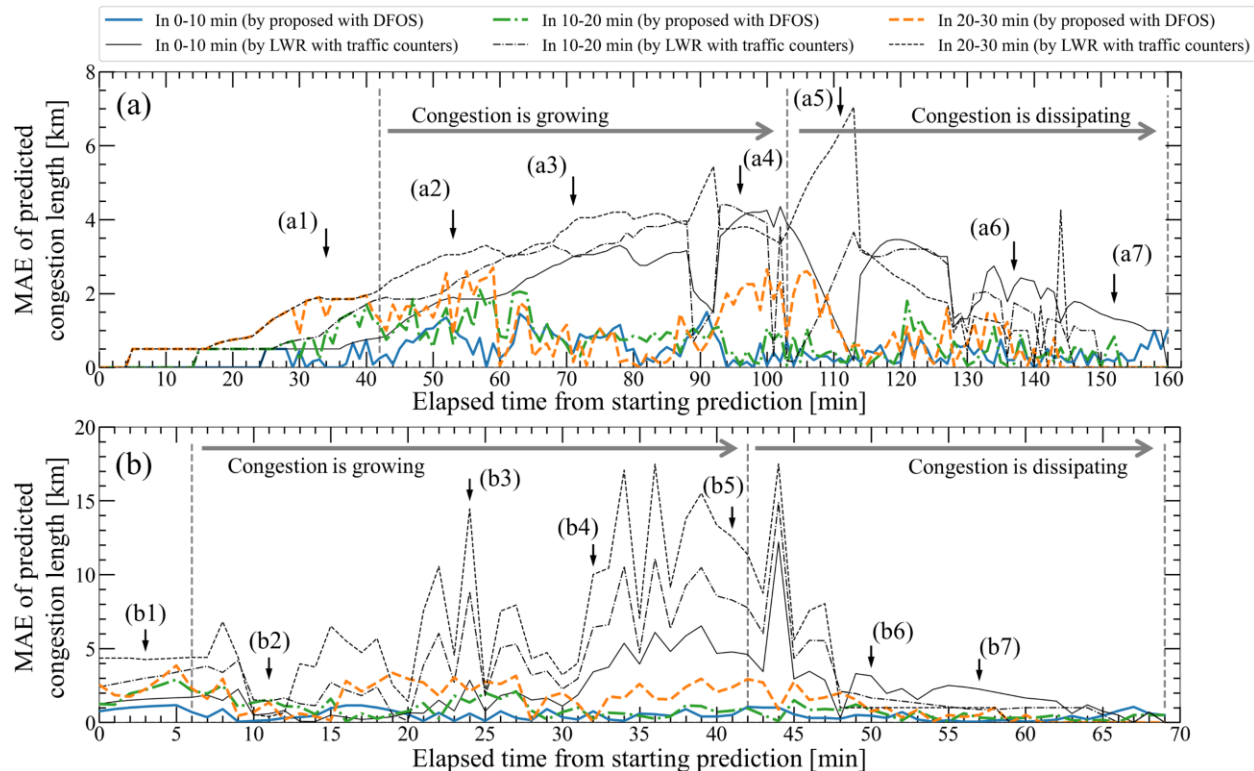 In 0-10 min (by proposed with DFOS) In 10-20 min (by proposed with DFOS) In 20-30 min (by proposed with DFOS)
In 0-10 min (by LWR with traffic counters) In 10-20 min (by LWR with traffic counters) In 20-30 min (by LWR with traffic counters)
MAE of predicted
congestion length [km]
8
6
4
2
0
(a)
Congestion is growing
Congestion is dissipating
(a1)
(a2)
(a3)
(a4)
(a5)
(a6)
(a7)
0 10 20 30 40 50 60 70 80 90 100 110 120 130 140 150 160
Elapsed time from starting prediction [min]
MAE of predicted
congestion length [km]
20
15
10
5
0
(b)
Congestion is growing
Congestion is dissipating
(b1)
(b2)
(b3)
(b4)
(b5)
(b6)
(b7)
0 5 10 15 20 25 30 35 40 45 50 55 60 65 70
Elapsed time from starting prediction [min]